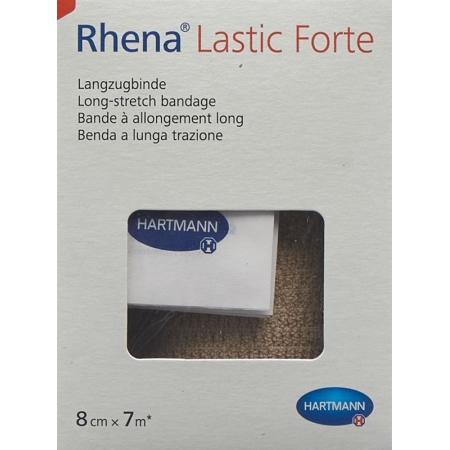 Rhena® Lastic Forte
Langzugbinde
Long-stretch bandage
Bande à allongement long
Benda a lunga trazione
HARTMANN
H
8 cm × 7 m*
HARTMANN
H